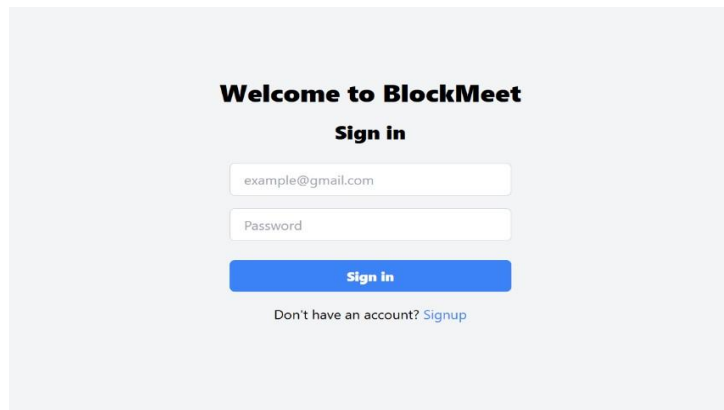 Welcome to BlockMeet
Sign in
example@gmail.com
Password
Sign in
Don't have an account? Signup